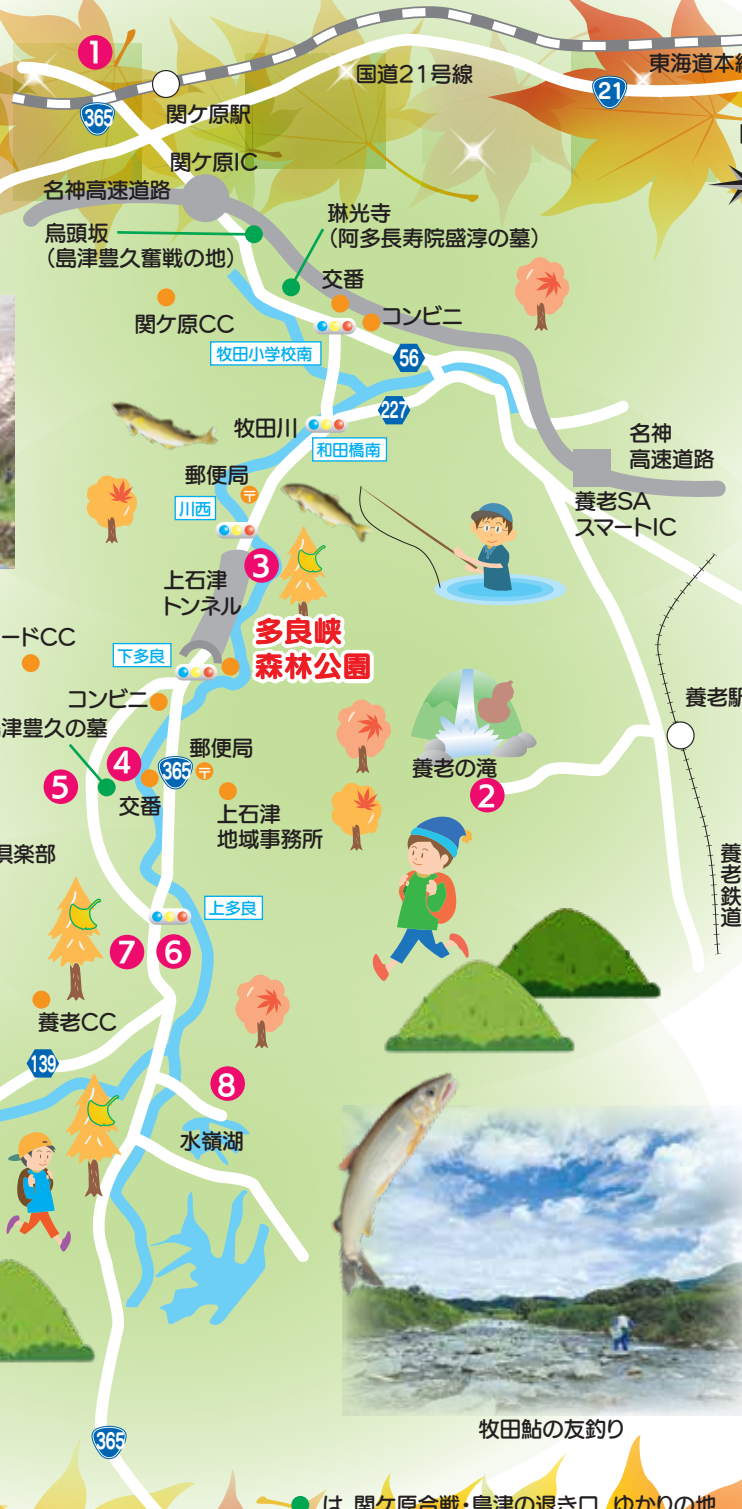 ❶
国道21号線
東海道本線
21
365
関ケ原駅
関ケ原IC
名神高速道路
琳光寺
(阿多長寿院盛淳の墓)
烏頭坂
(島津豊久奮戦の地)
交番
関ケ原CC
コンビニ
牧田小学校南
56
227
牧田川
和田橋南
名神
高速道路
郵便局
〒
養老SA
スマートIC
川西
❸
上石津
トンネル
多良峡
森林公園
ードCC
下多良
コンビニ
養老駅
津豊久の墓
郵便局
〒
養老の滝
❹
365
❺
❷
交番
上石津
地域事務所
倶楽部
養老鉄道
上多良
❼
❻
養老CC
139
❽
水嶺湖
牧田鮎の友釣り
365
は、関ケ原合戦・島津の退き口 ゆかりの地